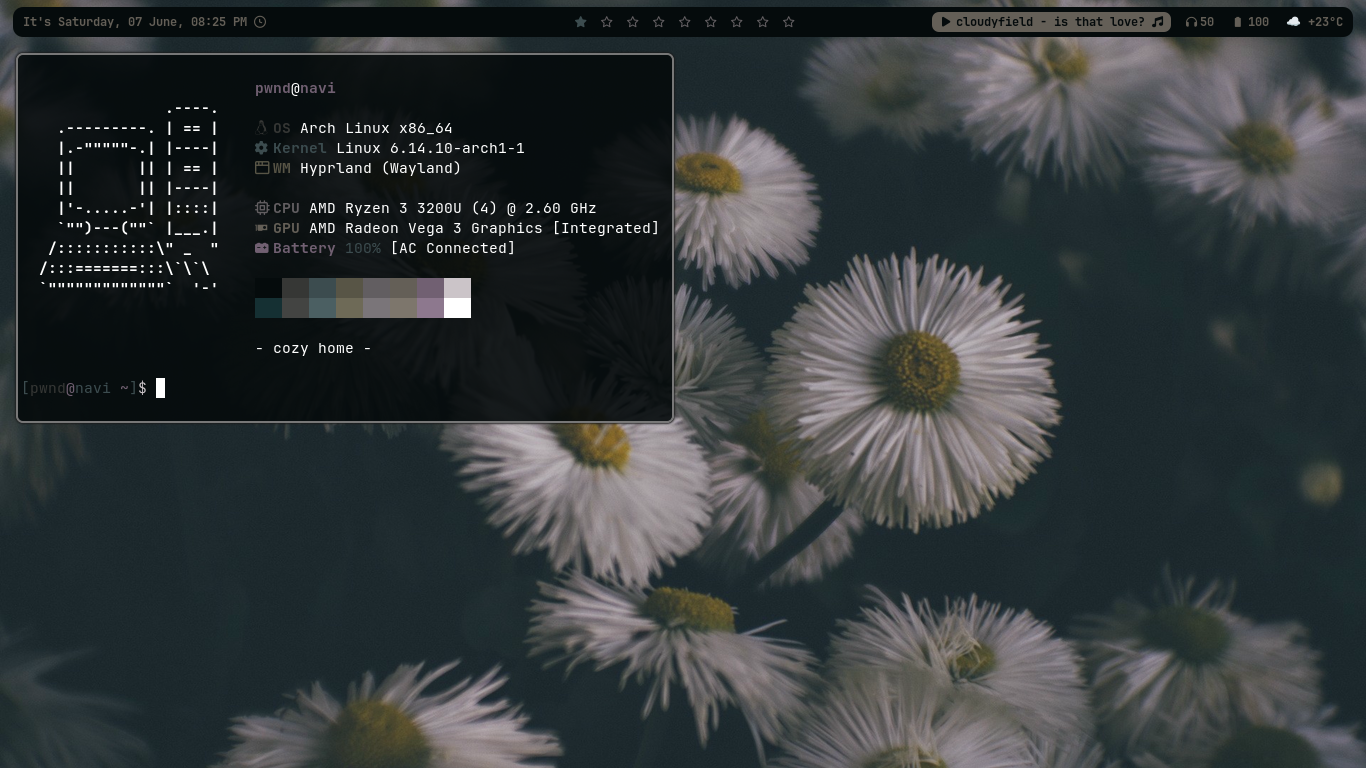 It's Saturday, 07 June, 08:25 PM
cloudyfield - is that love?
50
100
+23°C
pwnd@navi
OS Arch Linux x86_64
Kernel Linux 6.14.10-arch1-1
WM Hyprland (Wayland)
CPU AMD Ryzen 3 3200U (4) @ 2.60 GHz
GPU AMD Radeon Vega 3 Graphics [Integrated]
Battery 100% [AC Connected]
- cozy home -
[pwnd@navi ~]$